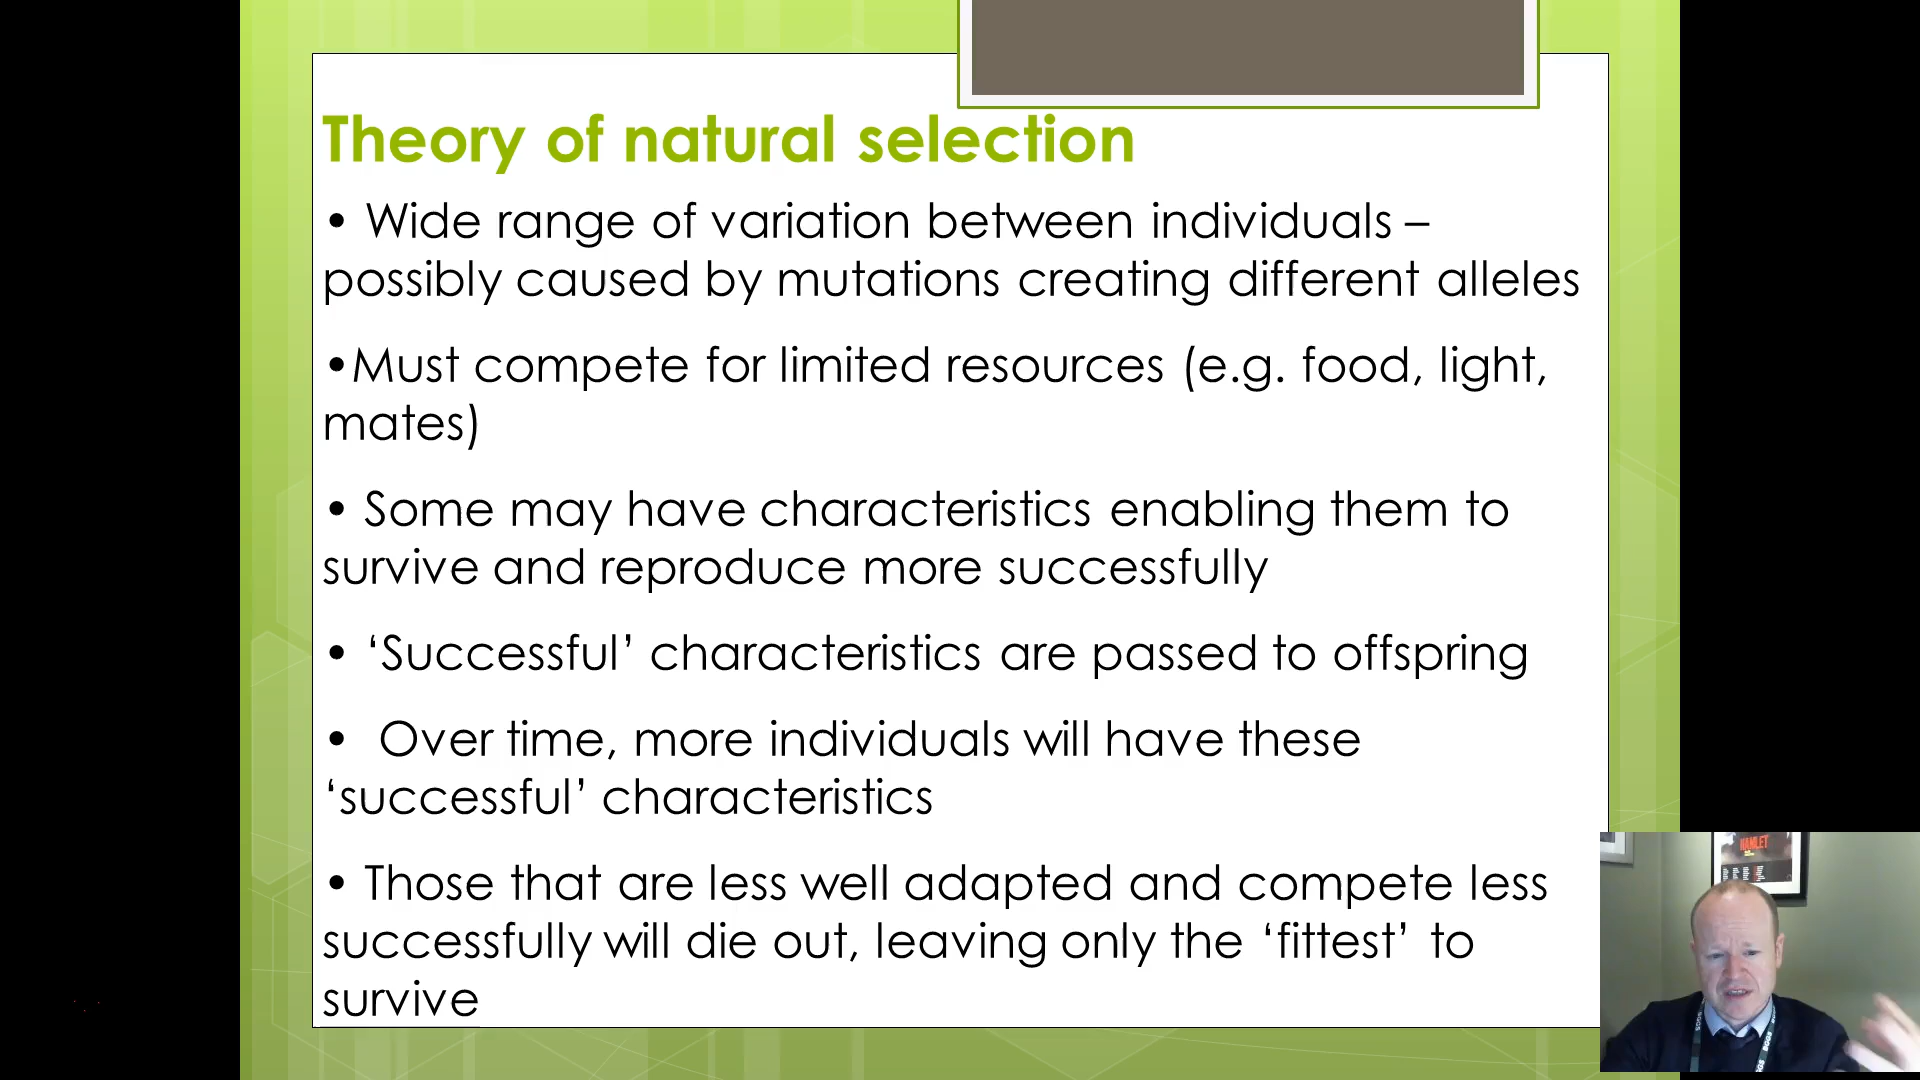 Theory of natural selection
• Wide range of variation between individuals –
possibly caused by mutations creating different alleles
•Must compete for limited resources (e.g. food, light,
mates)
• Some may have characteristics enabling them to
survive and reproduce more successfully
• ‘Successful’ characteristics are passed to offspring
• Over time, more individuals will have these
‘successful’ characteristics
• Those that are less well adapted and compete less
successfully will die out, leaving only the ‘fittest’ to
survive
HAMLET